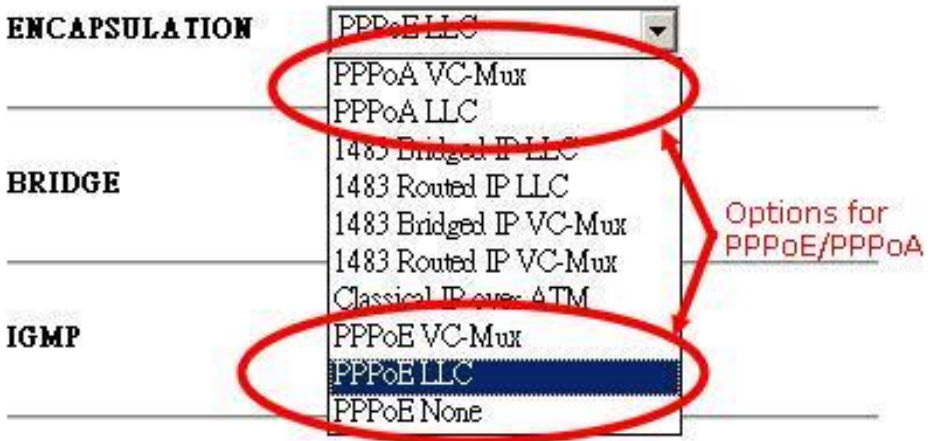 ENCAPSULATION
PPPoE LLC
PPPoA VC-Mux
PPPoA LLC
1483 Bridged IP LLC
BRIDGE
1483 Routed IP LLC
1483 Bridged IP VC-Mux
Options for
PPPoE/PPPoA
1483 Routed IP VC-Mux
Classical IP over ATM
IGMP
PPPoE VC-Mux
PPPoE LLC
PPPoE None